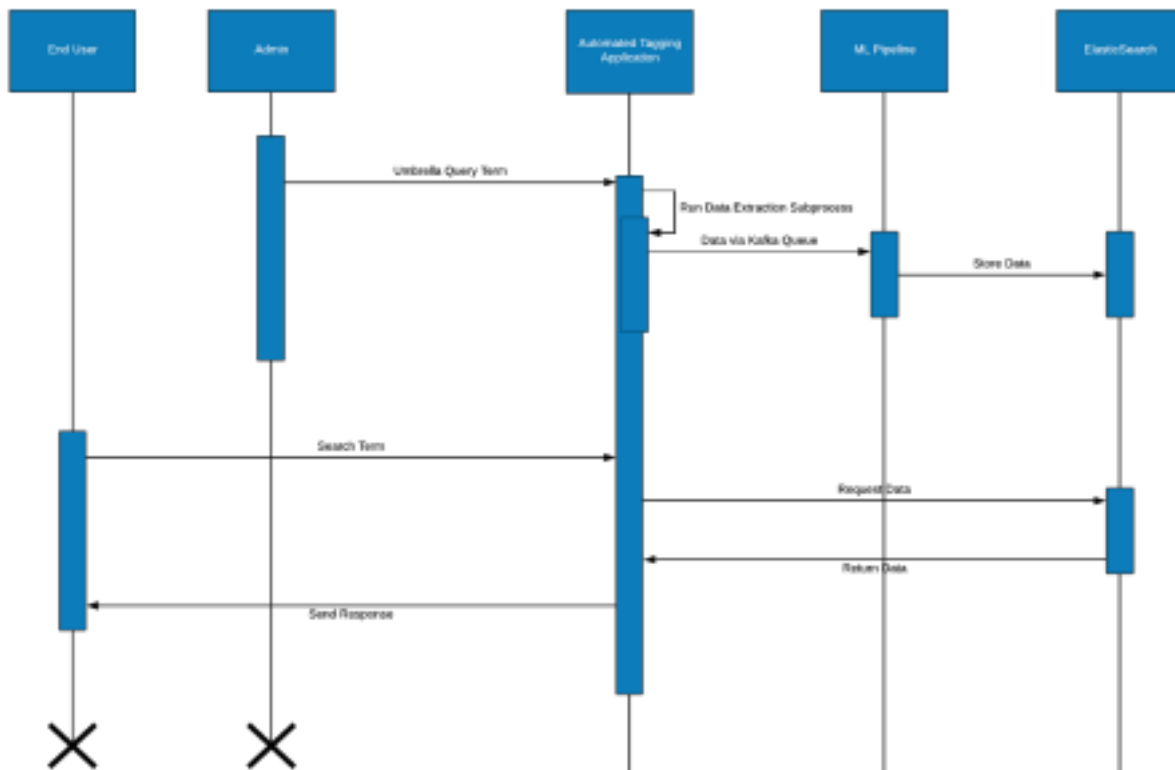 End User
Admin
Automated Tagging
Application
ML Pipeline
ElasticSearch
Umbrella Query Term
Run Data Extraction Subprocess
Data via Kafka Queue
Store Data
Search Term
Request Data
Return Data
Send Response